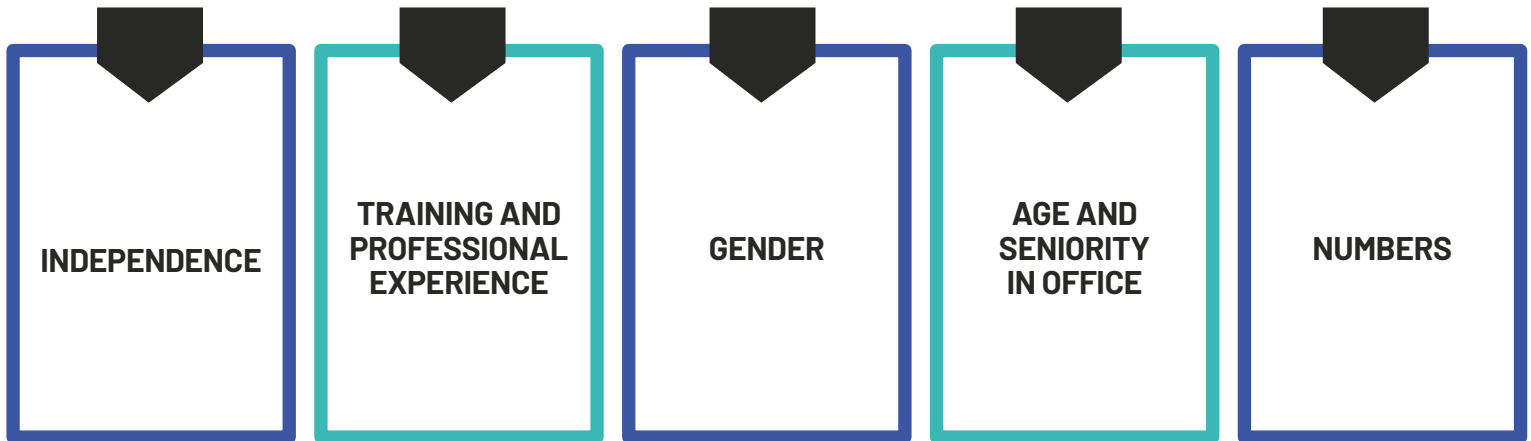 INDEPENDENCE
TRAINING AND
PROFESSIONAL
EXPERIENCE
GENDER
AGE AND
SENIORITY
IN OFFICE
NUMBERS